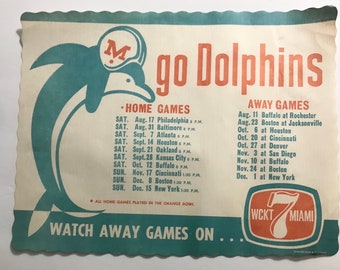 M
go Dolphins
• HOME GAMES
SAT. Aug. 17 Philadelphia 8 P.M.
SAT. Aug. 31 Baltimore 8 P.M.
SAT. Sept. 7 Atlanta 8 P.M.
SAT. Sept. 14 Houston 8 P.M.
SAT. Sept. 21 Oakland 8 P.M.
SAT. Sept. 28 Kansas City 8 P.M.
SAT. Oct. 12 Buffalo 8 P.M.
SUN. Nov. 17 Cincinnati 1:30 P.M.
SUN. Dec. 8 Boston 1:30 P.M.
SUN. Dec. 15 New York 1:30 P.M.
• ALL HOME GAMES PLAYED IN THE ORANGE BOWL
AWAY GAMES
Aug. 11 Buffalo at Rochester
Aug. 23 Boston at Jacksonville
Oct. 6 at Houston
Oct. 20 at Cincinnati
Oct. 27 at Denver
Nov. 3 at San Diego
Nov. 10 at Buffalo
Nov. 24 at Boston
Dec. 1 at New York
WATCH AWAY GAMES ON...
7
WCKT MIAMI